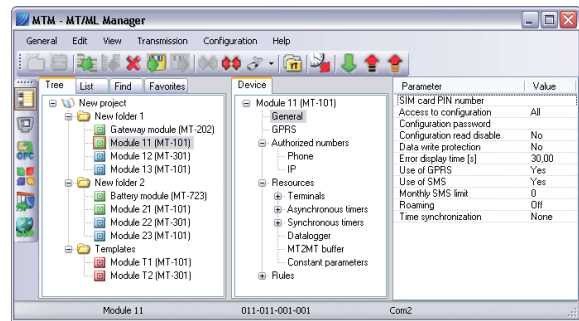 MTM - MT/ML Manager
General Edit View Transmission Configuration Help
Tree List Find Favorites
New project
New folder 1
Gateway module (MT-202)
Module 11 (MT-101)
Module 12 (MT-301)
Module 13 (MT-101)
New folder 2
Battery module (MT-723)
Module 21 (MT-101)
Module 22 (MT-301)
Module 23 (MT-101)
Templates
Module T1 (MT-101)
Module T2 (MT-301)
Device
Module 11 (MT-101)
General
GPRS
Authorized numbers
Phone
IP
Resources
Terminals
Asynchronous timers
Synchronous timers
Datalogger
MT2MT buffer
Constant parameters
Rules
Parameter Value
SIM card PIN number
Access to configuration All
Configuration password
Configuration read disable No
Data write protection No
Error display time [s] 30,00
Use of GPRS Yes
Use of SMS Yes
Monthly SMS limit 0
Roaming Off
Time synchronization None
OPC
Module 11 011-011-001-001 Com2